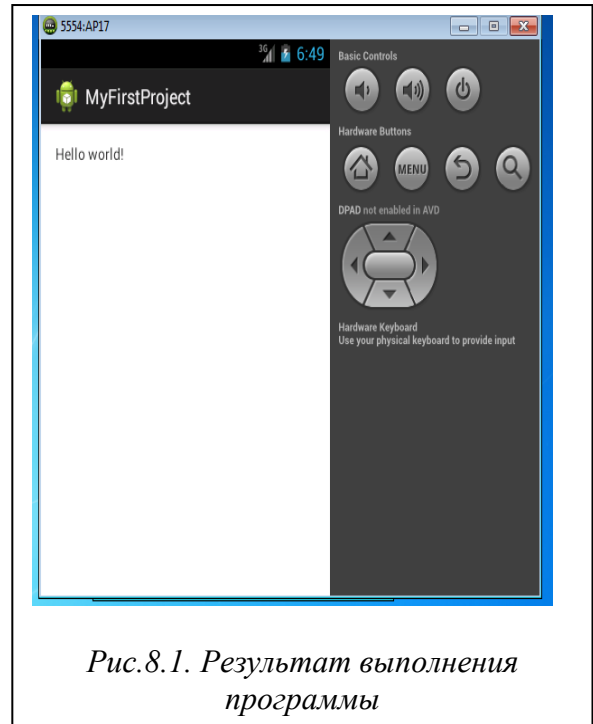 5554:AP17
3G 6:49
MyFirstProject
Hello world!
Basic Controls
Hardware Buttons
MENU
DPAD not enabled in AVD
Hardware Keyboard
Use your physical keyboard to provide input
Рис.8.1. Результат выполнения
программы